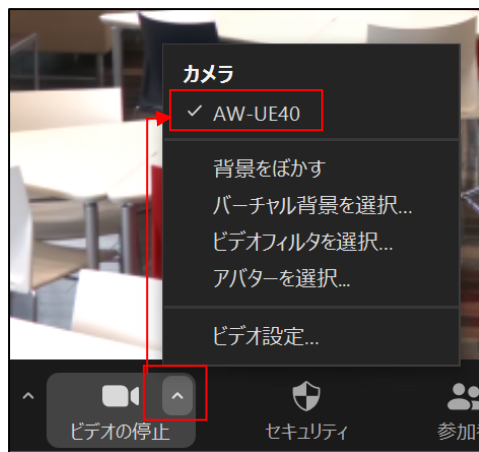 カメラ
✓ AW-UE40
背景をぼかす
バーチャル背景を選択...
ビデオフィルタを選択...
アバターを選択...
ビデオ設定...
ビデオの停止
セキュリティ
参加